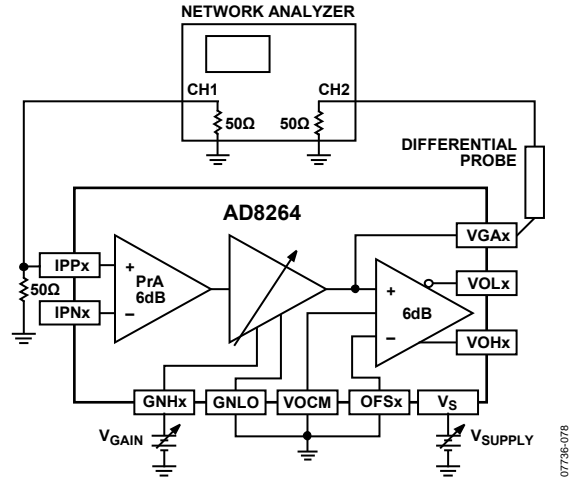 NETWORK ANALYZER
CH1
CH2
50Ω
50Ω
DIFFERENTIAL
PROBE
AD8264
VGAx
IPPx
+
PrA
6dB
–
+
6dB
–
VOLx
50Ω
IPNx
VOHx
GNHx
GNLO
VOCM
OFSx
VS
VGAIN
VSUPPLY
07736-078